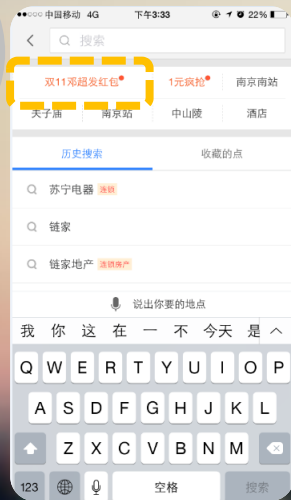 中国移动 4G 下午3:33 22%
搜索
双11邓超发红包 1元疯抢 南京南站
夫子庙 南京站 中山陵 酒店
历史搜索 收藏的点
苏宁电器 连锁
链家
链家地产 连锁房产
说出你要的地点
我 你 这 在 一 不 今天 是
Q W E R T Y U I O P
A S D F G H J K L
Z X C V B N M
123 空格 搜索